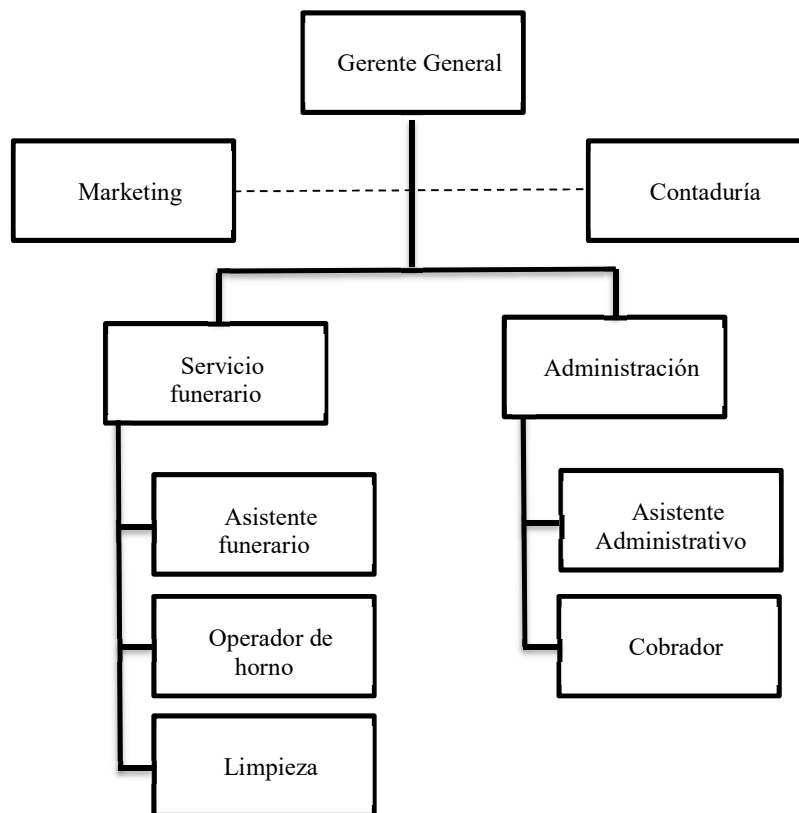 Gerente General
Marketing
Contaduría
Servicio
funerario
Administración
Asistente
funerario
Asistente
Administrativo
Operador de
horno
Cobrador
Limpieza